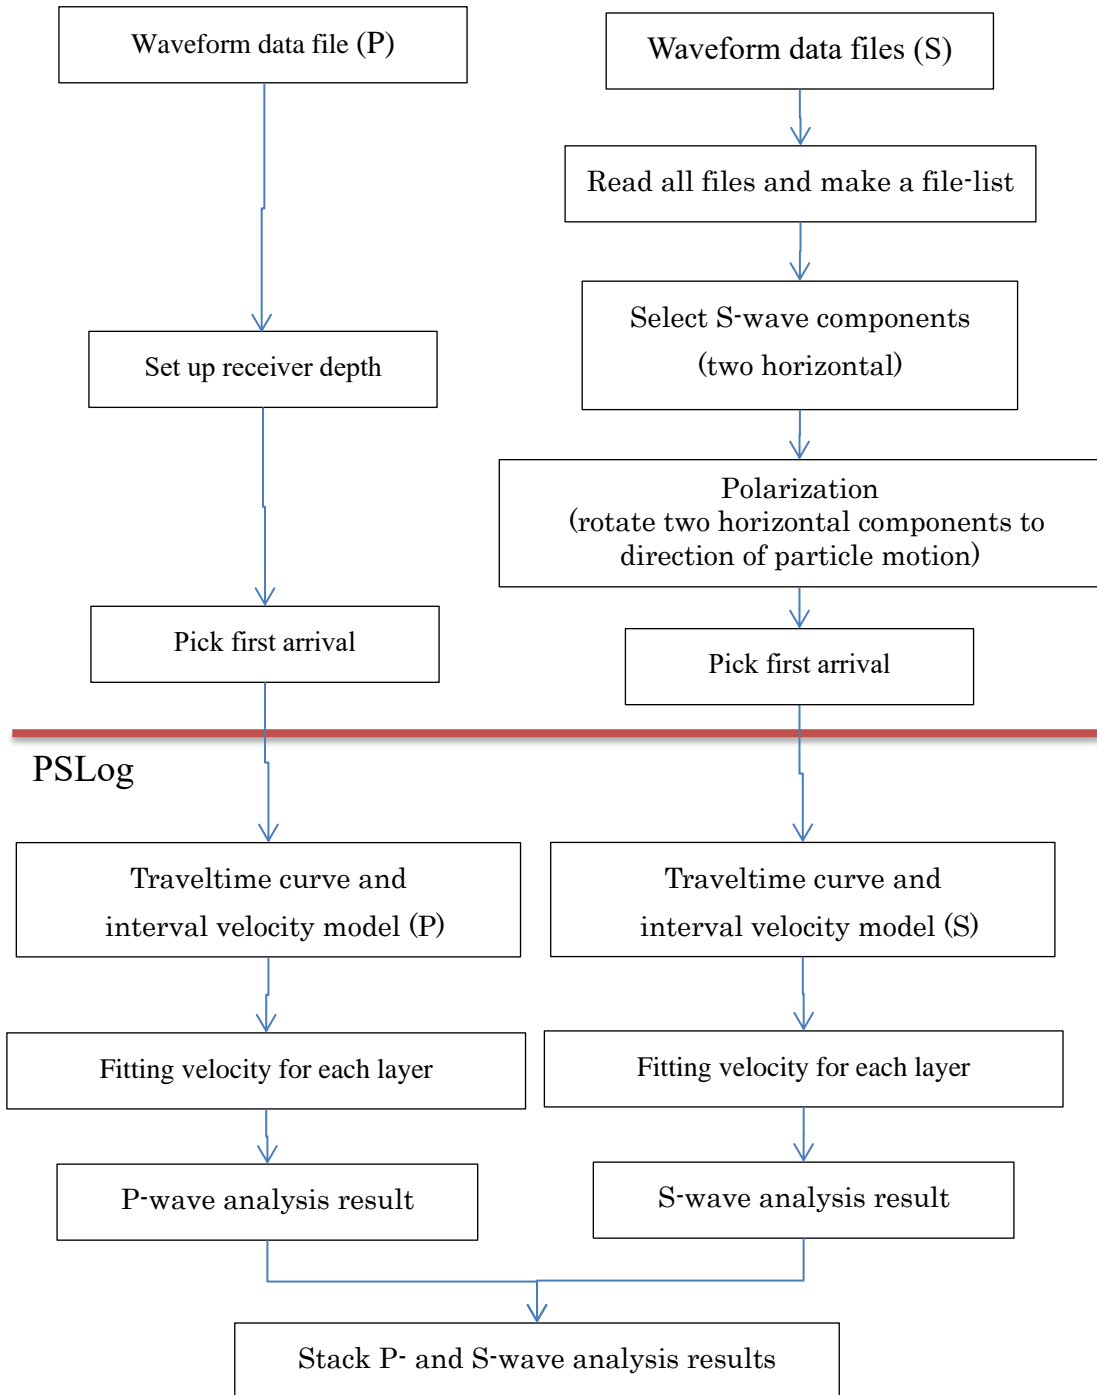 Waveform data file (P)
Waveform data files (S)
Read all files and make a file-list
Select S-wave components
(two horizontal)
Set up receiver depth
Polarization
(rotate two horizontal components to
direction of particle motion)
Pick first arrival
Pick first arrival
PSLog
Traveltime curve and
interval velocity model (P)
Traveltime curve and
interval velocity model (S)
Fitting velocity for each layer
Fitting velocity for each layer
P-wave analysis result
S-wave analysis result
Stack P- and S-wave analysis results